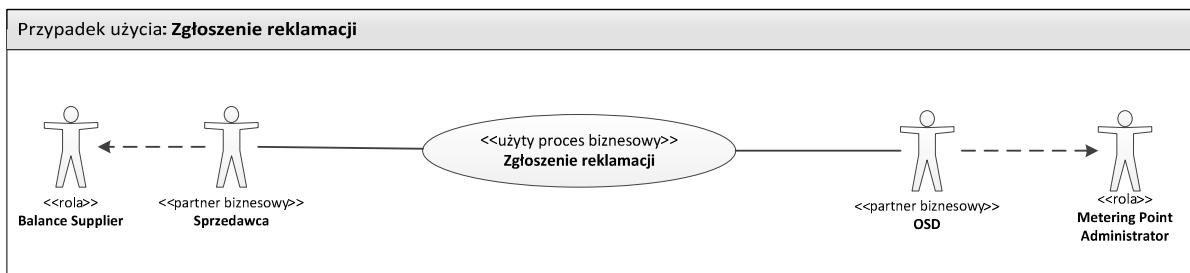 Przypadek użycia: Zgłoszenie reklamacji
<<użyty proces biznesowy>>
Zgłoszenie reklamacji
<<rola>>
Balance Supplier
<<partner biznesowy>>
Sprzedawca
<<partner biznesowy>>
OSD
<<rola>>
Metering Point
Administrator